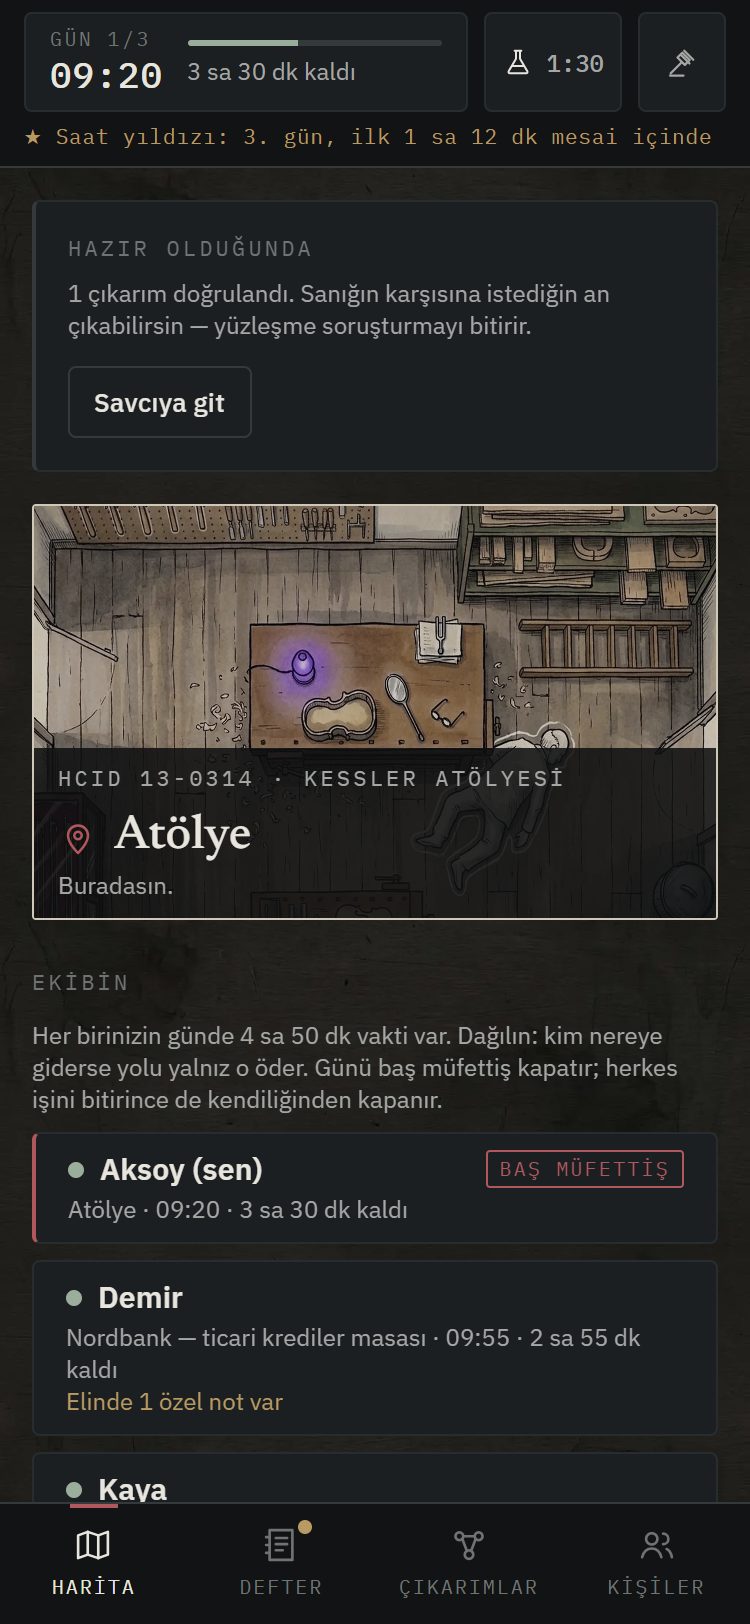 GÜN 1/3
09:20
3 sa 30 dk kaldı
1:30
★ Saat yıldızı: 3. gün, ilk 1 sa 12 dk mesai içinde
HAZIR OLDUĞUNDA
1 çıkarım doğrulandı. Sanığın karşısına istediğin an
çıkabilirsin — yüzleşme soruşturmayı bitirir.
Savcıya git
HCID 13-0314 · KESSLER ATÖLYESİ
Atölye
Buradasın.
EKİBİN
Her birinizin günde 4 sa 50 dk vakti var. Dağılın: kim nereye
giderse yolu yalnız o öder. Günü baş müfettiş kapatır; herkes
işini bitirince de kendiliğinden kapanır.
Aksoy (sen)
BAŞ MÜFETTİŞ
Atölye · 09:20 · 3 sa 30 dk kaldı
Demir
Nordbank — ticari krediler masası · 09:55 · 2 sa 55 dk
kaldı
Elinde 1 özel not var
Kaya
HARİTA
DEFTER
ÇIKARIMLAR
KİŞİLER